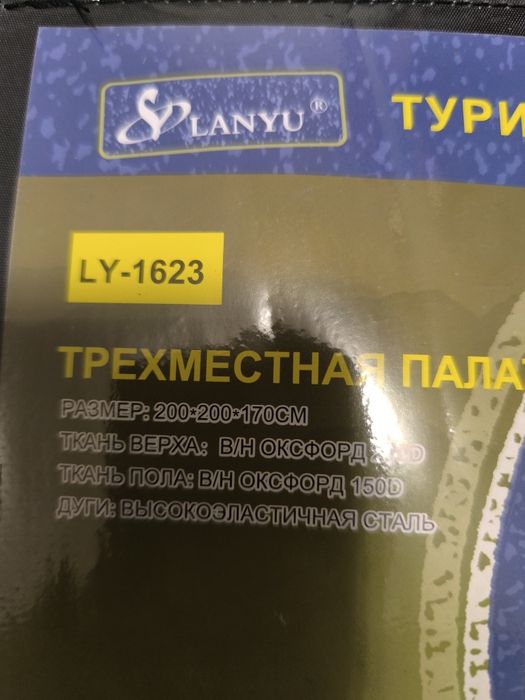 LANYU®
ТУРИ
LY-1623
ТРЕХМЕСТНАЯ ПАЛАТ
РАЗМЕР: 200*200*170СМ
ТКАНЬ ВЕРХА: В/Н ОКСФОРД
ТКАНЬ ПОЛА: В/Н ОКСФОРД 150D
ДУГИ: ВЫСОКОЭЛАСТИЧНАЯ СТАЛЬ